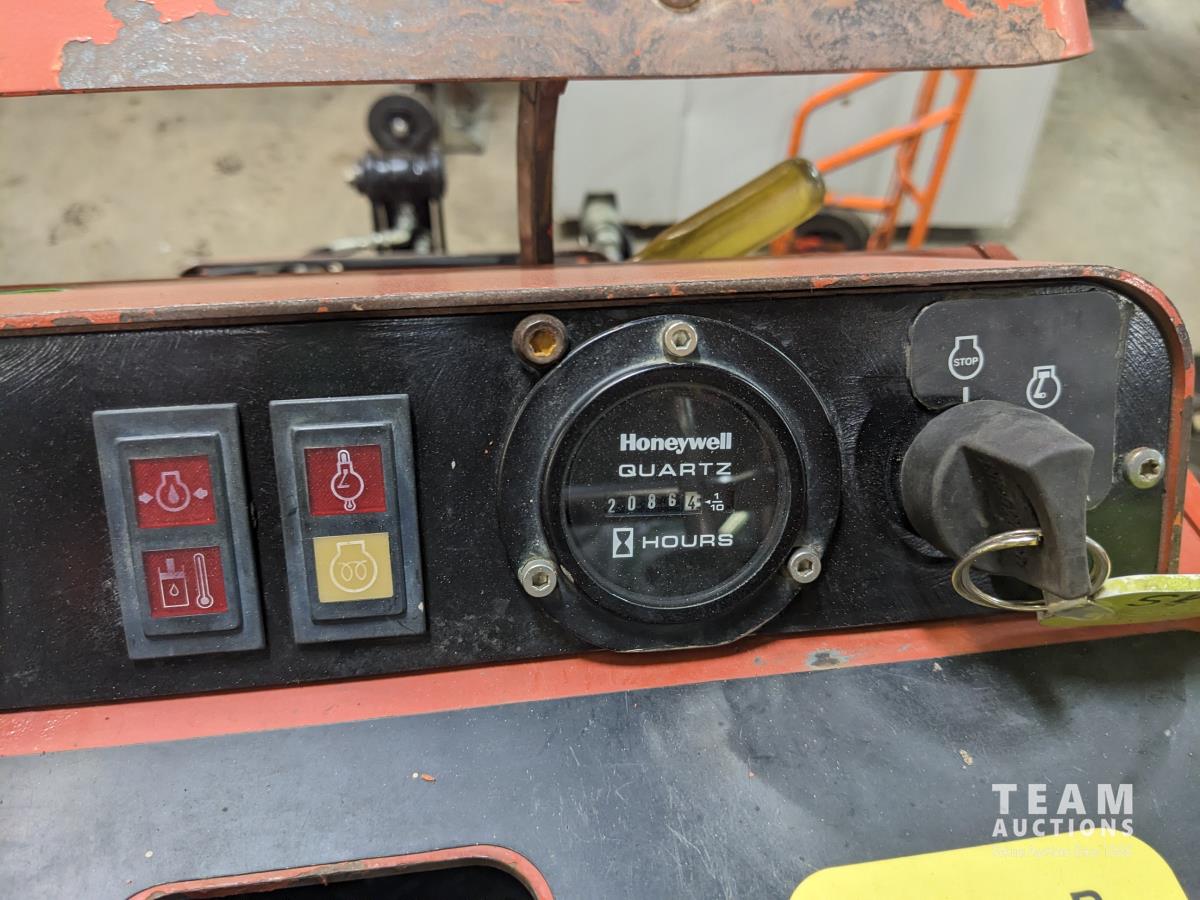 STOP
Honeywell
QUARTZ
20864 1/10
HOURS
TEAM
AUCTIONS